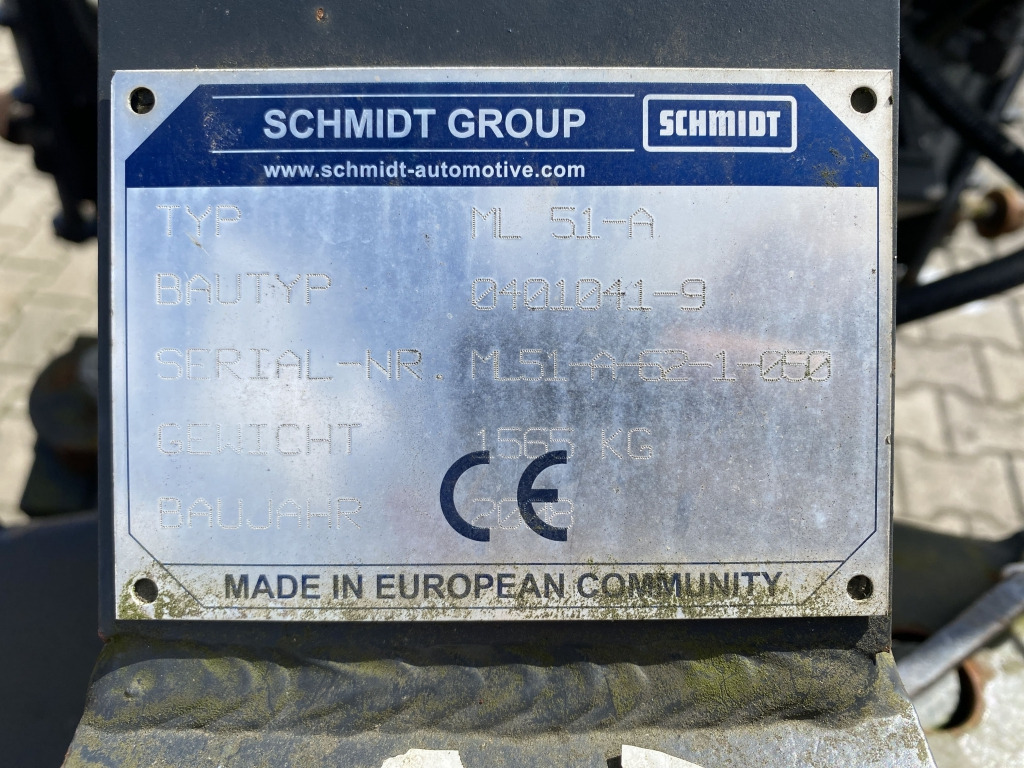 SCHMIDT GROUP
SCHMIDT
www.schmidt-automotive.com
TYP ML 51-A
BAUTYP 0401041-9
SERIAL-NR. ML51-A-62-1-050
GEWICHT 1565 KG
BAUJAHR
CE
MADE IN EUROPEAN COMMUNITY